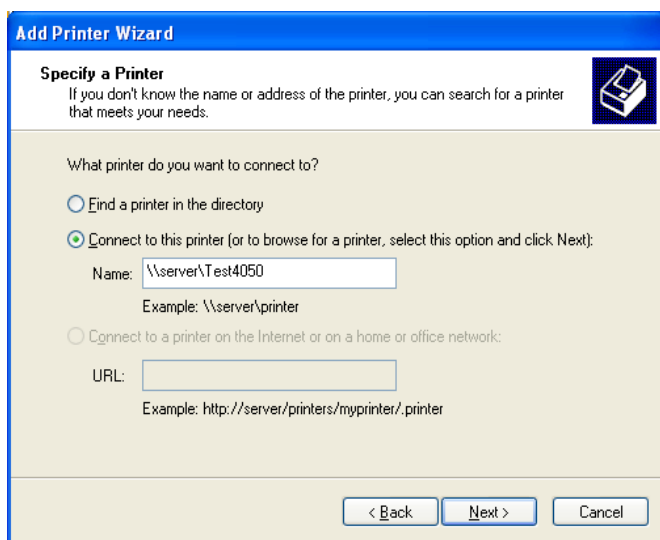 Add Printer Wizard
Specify a Printer
If you don't know the name or address of the printer, you can search for a printer
that meets your needs.
What printer do you want to connect to?
Find a printer in the directory
Connect to this printer (or to browse for a printer, select this option and click Next):
Name: \\server\Test4050
Example: \\server\printer
Connect to a printer on the Internet or on a home or office network:
URL:
Example: http://server/printers/myprinter/.printer
< Back Next > Cancel